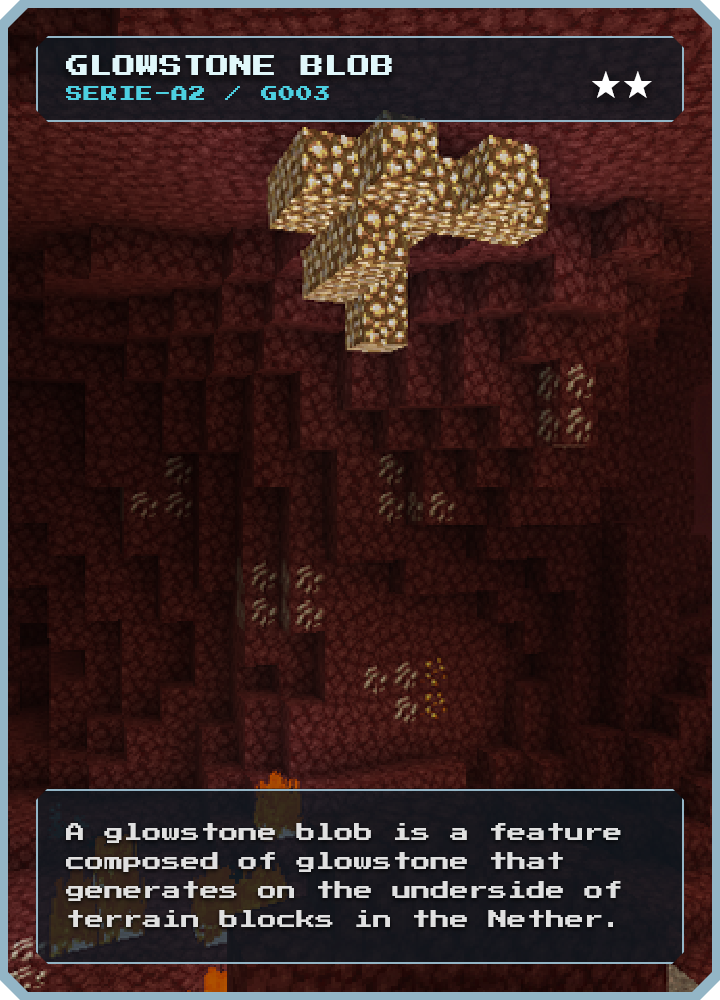 GLOWSTONE BLOB
SERIE-A2 / G003
★★
A glowstone blob is a feature
composed of glowstone that
generates on the underside of
terrain blocks in the Nether.